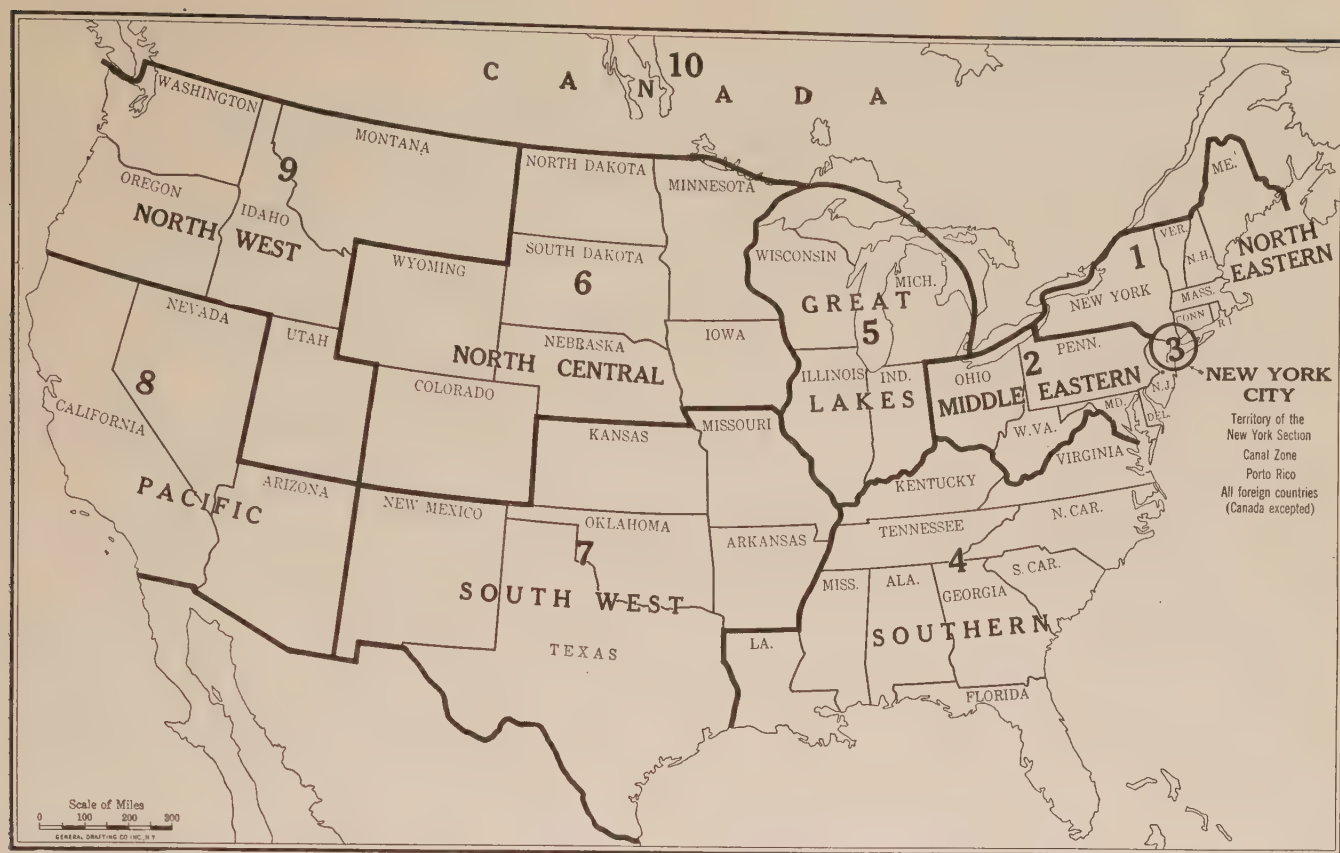 C A N A D A
10
WASHINGTON
MONTANA
NORTH DAKOTA
MINNESOTA
ME.
9
OREGON
IDAHO
NORTH WEST
WYOMING
SOUTH DAKOTA
6
WISCONSIN
MICH.
GREAT
5
LAKES
1
VER.
N.H.
NORTH
EASTERN
NEW YORK
MASS.
CONN
R I
NEVADA
UTAH
NEBRASKA
IOWA
NORTH CENTRAL
ILLINOIS
IND.
OHIO
2
PENN.
MIDDLE EASTERN
3
NEW YORK
CITY
Territory of the
New York Section
Canal Zone
Porto Rico
All foreign countries
(Canada excepted)
N.J.
MD.
DEL.
W.VA.
VIRGINIA
8
CALIFORNIA
COLORADO
KANSAS
MISSOURI
KENTUCKY
PACIFIC
ARIZONA
NEW MEXICO
OKLAHOMA
ARKANSAS
TENNESSEE
N. CAR.
7
SOUTH WEST
TEXAS
4
MISS.
ALA.
GEORGIA
S. CAR.
SOUTHERN
LA.
FLORIDA
Scale of Miles
0 100 200 300
GENERAL DRAFTING CO INC., N Y